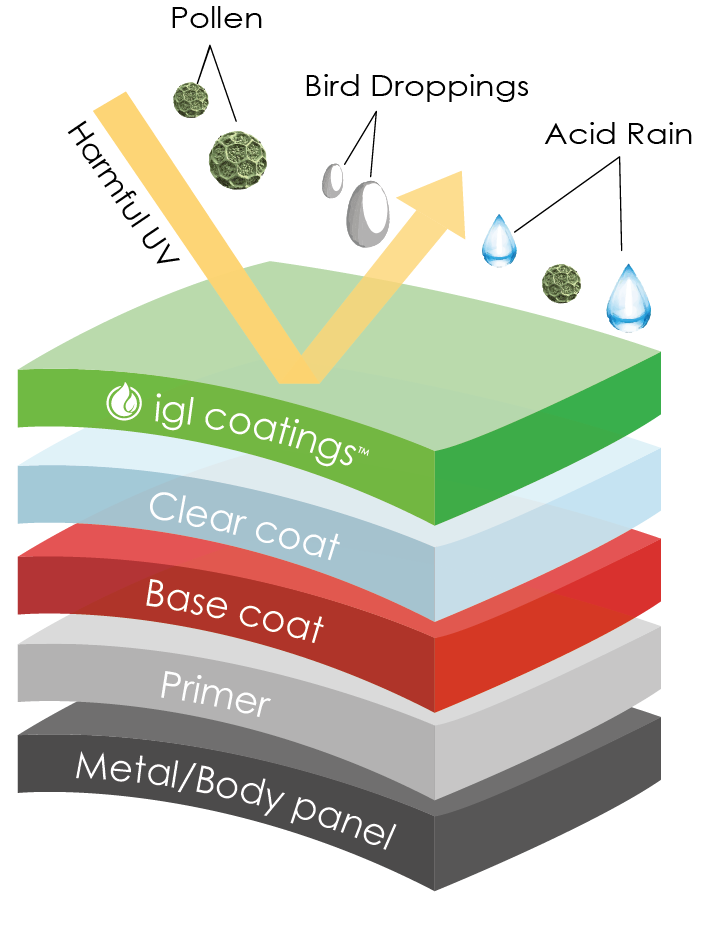 Pollen
Bird Droppings
Acid Rain
Harmful UV
igl coatings™
Clear coat
Base coat
Primer
Metal/Body panel